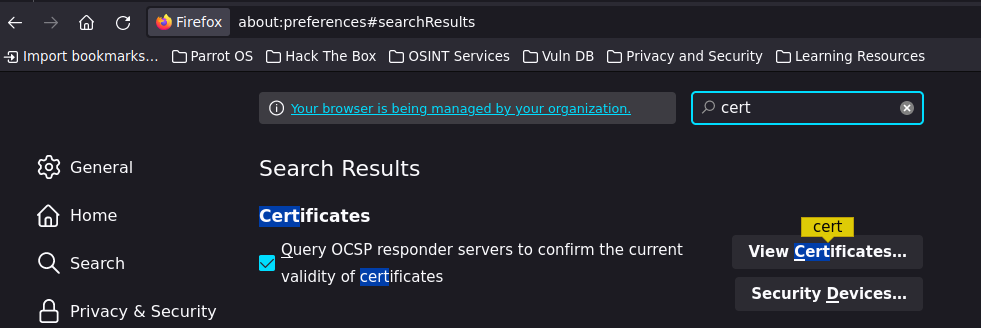 Firefox about:preferences#searchResults
Import bookmarks... Parrot OS Hack The Box OSINT Services Vuln DB Privacy and Security Learning Resources
Your browser is being managed by your organization. cert
General
Home
Search
Privacy & Security
Search Results
Certificates
Query OCSP responder servers to confirm the current
validity of certificates
cert
View Certificates...
Security Devices...